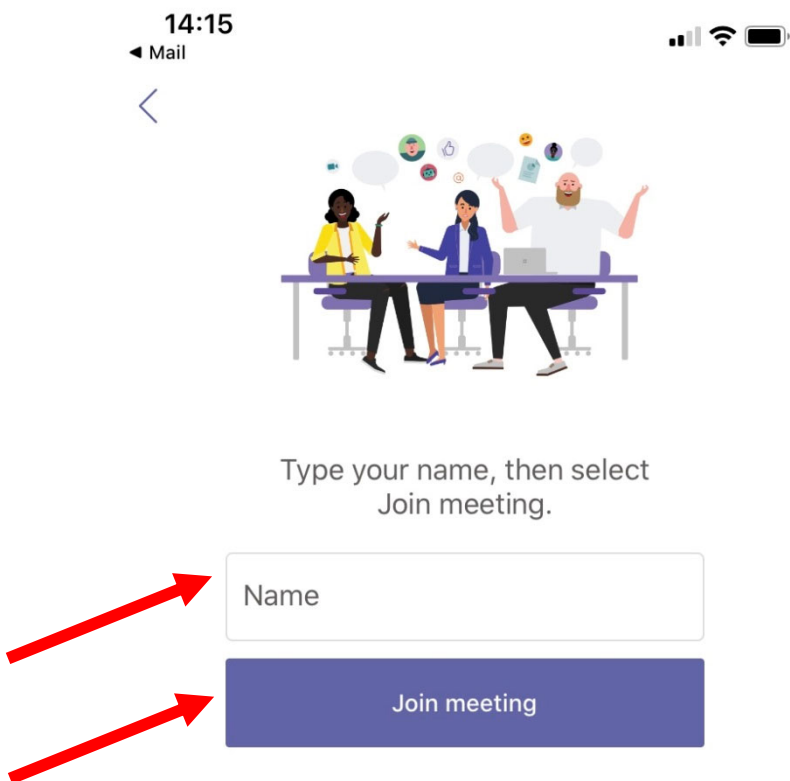 14:15
◀ Mail
@
Type your name, then select
Join meeting.
Name
Join meeting